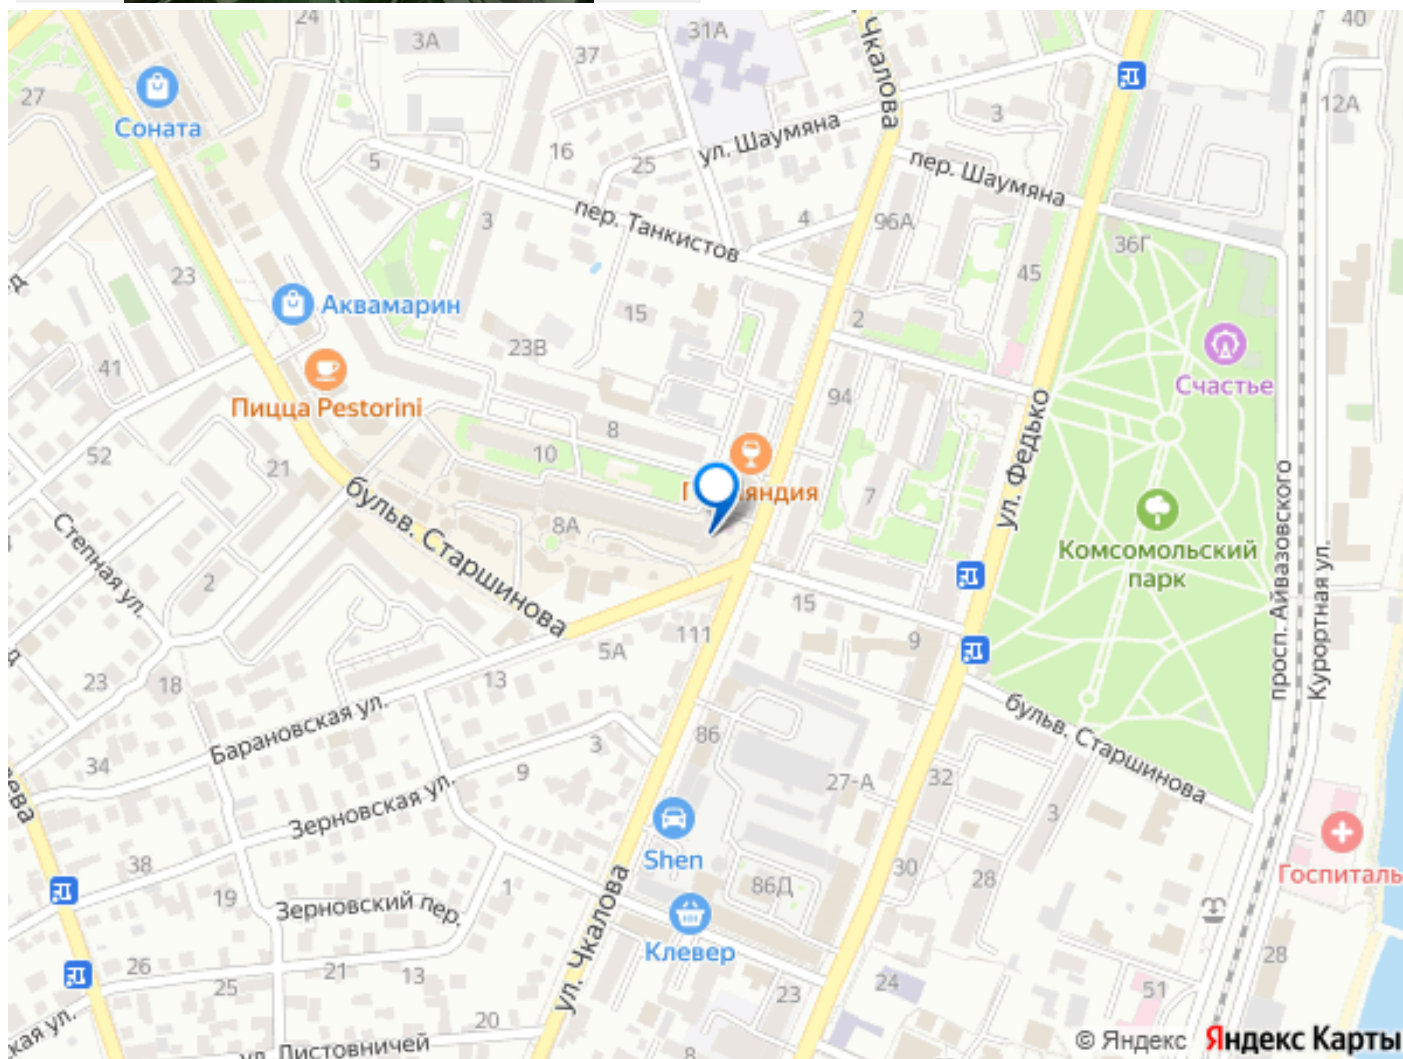 24
3А
31А
40
37
Чкалова
27
Соната
ул. Шаумяна
3
12А
5
16
25
пер. Шаумяна
3
пер. Танкистов
4
96А
36Г
23
45
Аквамарин
15
2
41
23В
Счастье
Пицца Pestorini
94
ул. Федько
8
52
21
10
7
бульв. Старшинова
8А
Комсомольский
парк
просп. Айвазовского
Курортная ул.
Степная ул.
2
15
111
9
5А
23
18
13
Барановская ул.
86
бульв. Старшинова
3
34
9
27-А
32
3
Зерновская ул.
Shen
38
30
28
Госпиталь
19
1
86Д
Зерновский пер.
ул. Чкалова
Клевер
26
25
21
13
28
24
51
23
20
ул. Листовничей
8
© Яндекс
Яндекс Карты